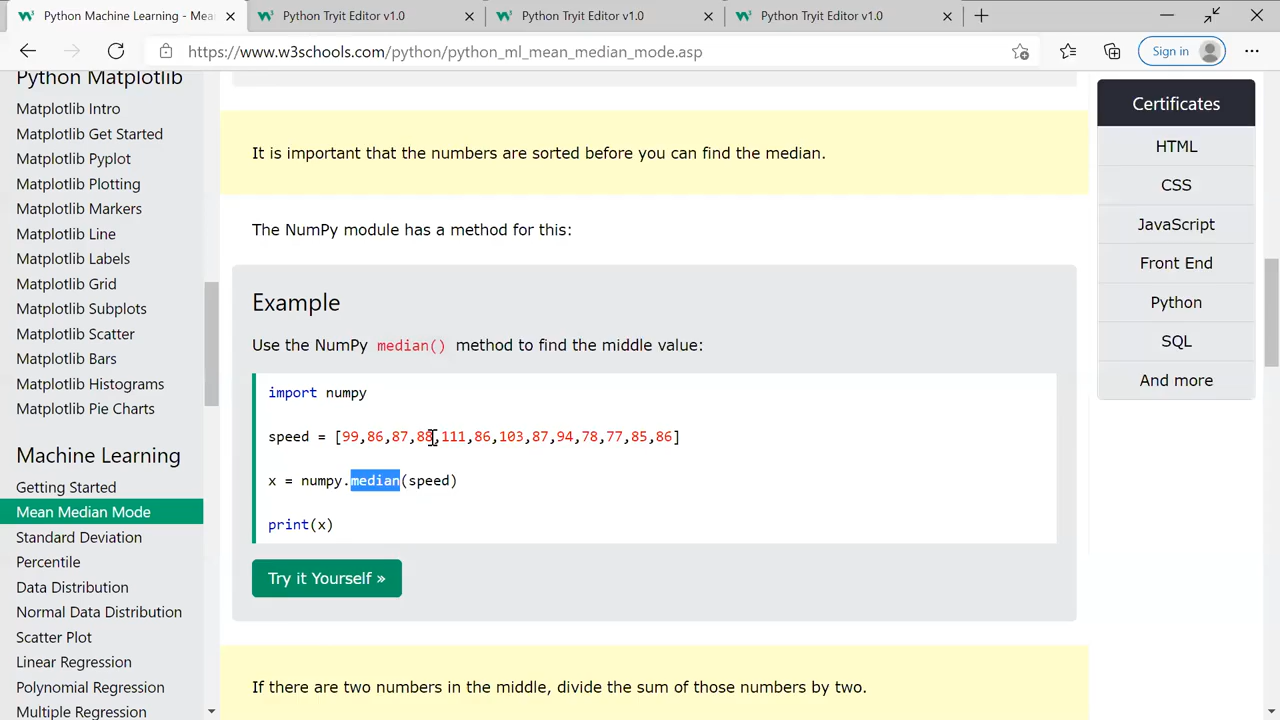 Python Machine Learning - Mea
Python Tryit Editor v1.0
Python Tryit Editor v1.0
Python Tryit Editor v1.0
https://www.w3schools.com/python/python_ml_mean_median_mode.asp
Sign in
Python Matplotlib
Matplotlib Intro
Matplotlib Get Started
Matplotlib Pyplot
Matplotlib Plotting
Matplotlib Markers
Matplotlib Line
Matplotlib Labels
Matplotlib Grid
Matplotlib Subplots
Matplotlib Scatter
Matplotlib Bars
Matplotlib Histograms
Matplotlib Pie Charts
Machine Learning
Getting Started
Mean Median Mode
Standard Deviation
Percentile
Data Distribution
Normal Data Distribution
Scatter Plot
Linear Regression
Polynomial Regression
Multiple Regression
It is important that the numbers are sorted before you can find the median.
The NumPy module has a method for this:
Example
Use the NumPy median() method to find the middle value:
import numpy
speed = [99,86,87,88,111,86,103,87,94,78,77,85,86]
x = numpy.median(speed)
print(x)
Try it Yourself »
If there are two numbers in the middle, divide the sum of those numbers by two.
Certificates
HTML
CSS
JavaScript
Front End
Python
SQL
And more